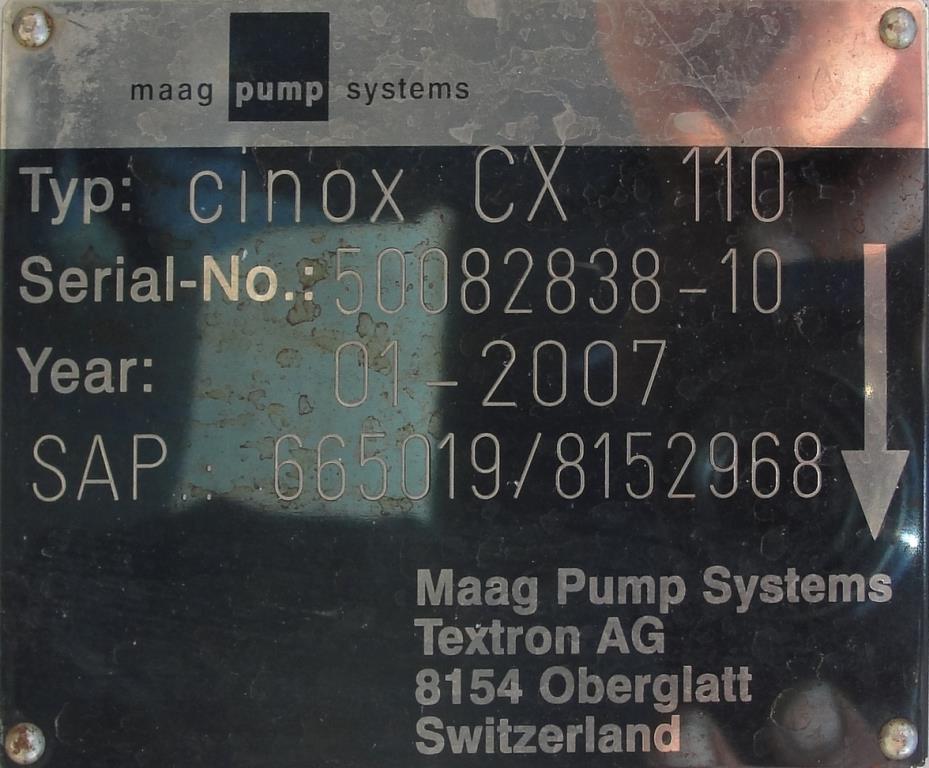 maag pump systems
Typ: cinox CX 110
Serial-No.: 50082838-10
Year: 01-2007
SAP.: 665019/8152968
Maag Pump Systems
Textron AG
8154 Oberglatt
Switzerland